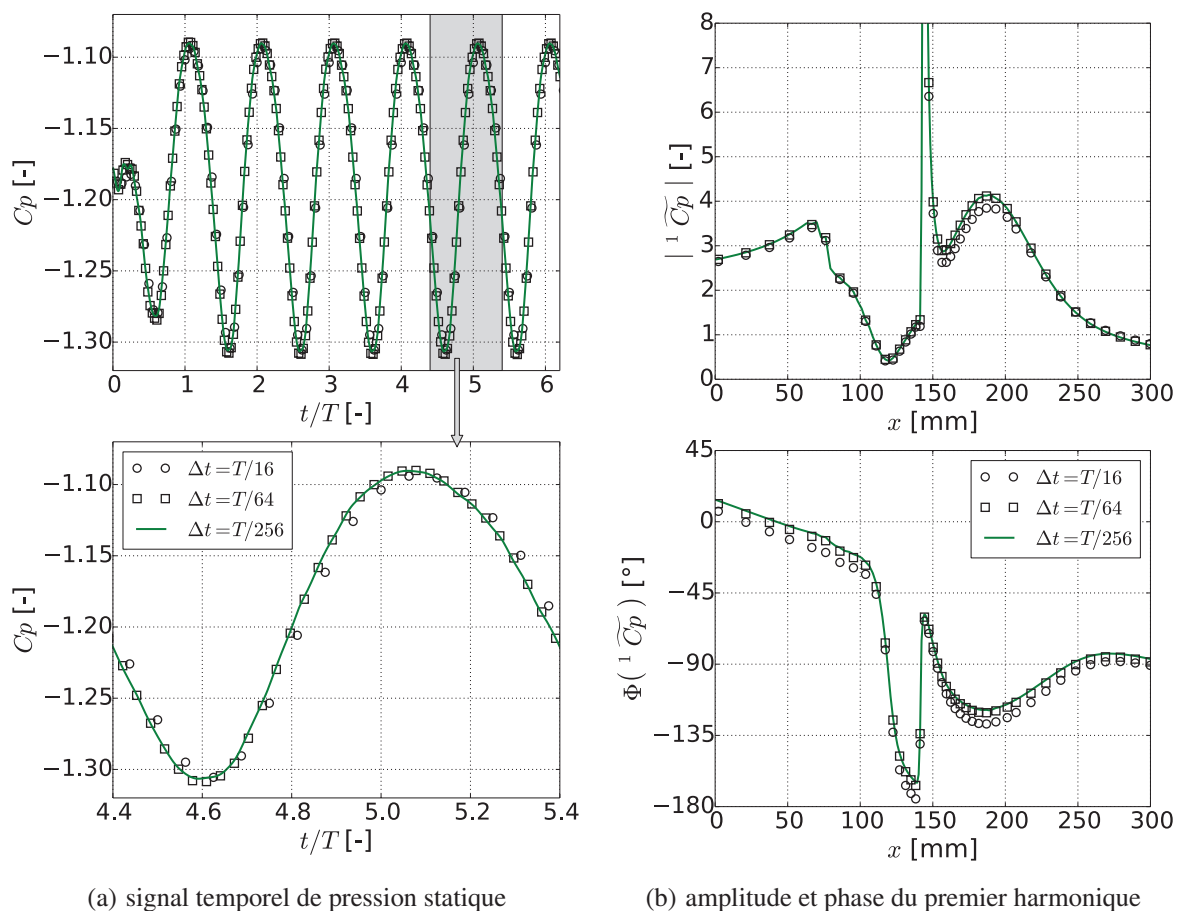 −1.10
−1.15
−1.20
−1.25
−1.30
Cp [-]
0 1 2 3 4 5 6
t/T [-]
−1.10
−1.15
−1.20
−1.25
−1.30
Cp [-]
Δt=T/16
Δt=T/64
Δt=T/256
4.4 4.6 4.8 5.0 5.2 5.4
t/T [-]
(a) signal temporel de pression statique
8
7
6
5
4
3
2
1
0
| ¹C̃p | [-]
0 50 100 150 200 250 300
x [mm]
45
0
−45
−90
−135
−180
Φ( ¹C̃p ) [°]
Δt=T/16
Δt=T/64
Δt=T/256
0 50 100 150 200 250 300
x [mm]
(b) amplitude et phase du premier harmonique